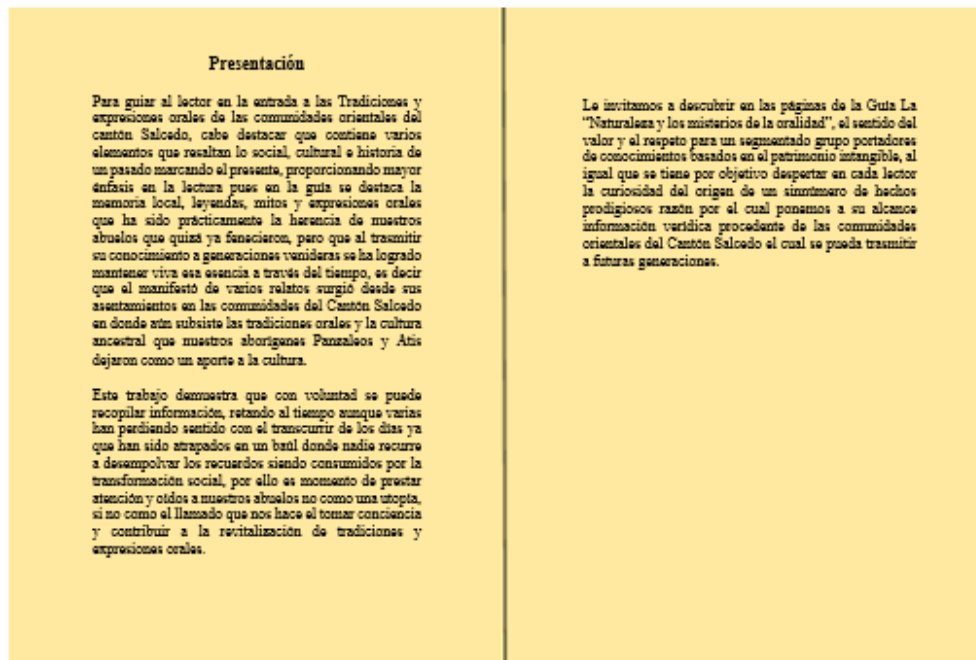 Presentación
Para guiar al lector en la entrada a las Tradiciones y
expresiones orales de las comunidades orientales del
cantón Salcedo, cabe destacar que contiene varios
elementos que resaltan lo social, cultural e historia de
un pasado marcando el presente, proporcionando mayor
énfasis en la lectura pues en la guía se destaca la
memoria local, leyendas, mitos y expresiones orales
que ha sido prácticamente la herencia de nuestros
abuelos que quizá ya fenecieron, pero que al trasmitir
su conocimiento a generaciones venideras se ha logrado
mantener viva esa esencia a través del tiempo, es decir
que el manifestó de varios relatos surgió desde sus
asentamientos en las comunidades del Cantón Salcedo
en donde aún subsiste las tradiciones orales y la cultura
ancestral que nuestros aborígenes Panzaleos y Atis
dejaron como un aporte a la cultura.
Este trabajo demuestra que con voluntad se puede
recopilar información, retando al tiempo aunque varias
han perdiendo sentido con el transcurrir de los días ya
que han sido atrapados en un baúl donde nadie recurre
a desempolvar los recuerdos siendo consumidos por la
transformación social, por ello es momento de prestar
atención y oídos a nuestros abuelos no como una utopía,
si no como el llamado que nos hace el tomar conciencia
y contribuir a la revitalización de tradiciones y
expresiones orales.
Le invitamos a descubrir en las páginas de la Guía La
“Naturaleza y los misterios de la oralidad”, el sentido del
valor y el respeto para un segmentado grupo portadores
de conocimientos basados en el patrimonio intangible, al
igual que se tiene por objetivo despertar en cada lector
la curiosidad del origen de un sinnúmero de hechos
prodigiosos razón por el cual ponemos a su alcance
información verídica procedente de las comunidades
orientales del Cantón Salcedo el cual se pueda trasmitir
a futuras generaciones.